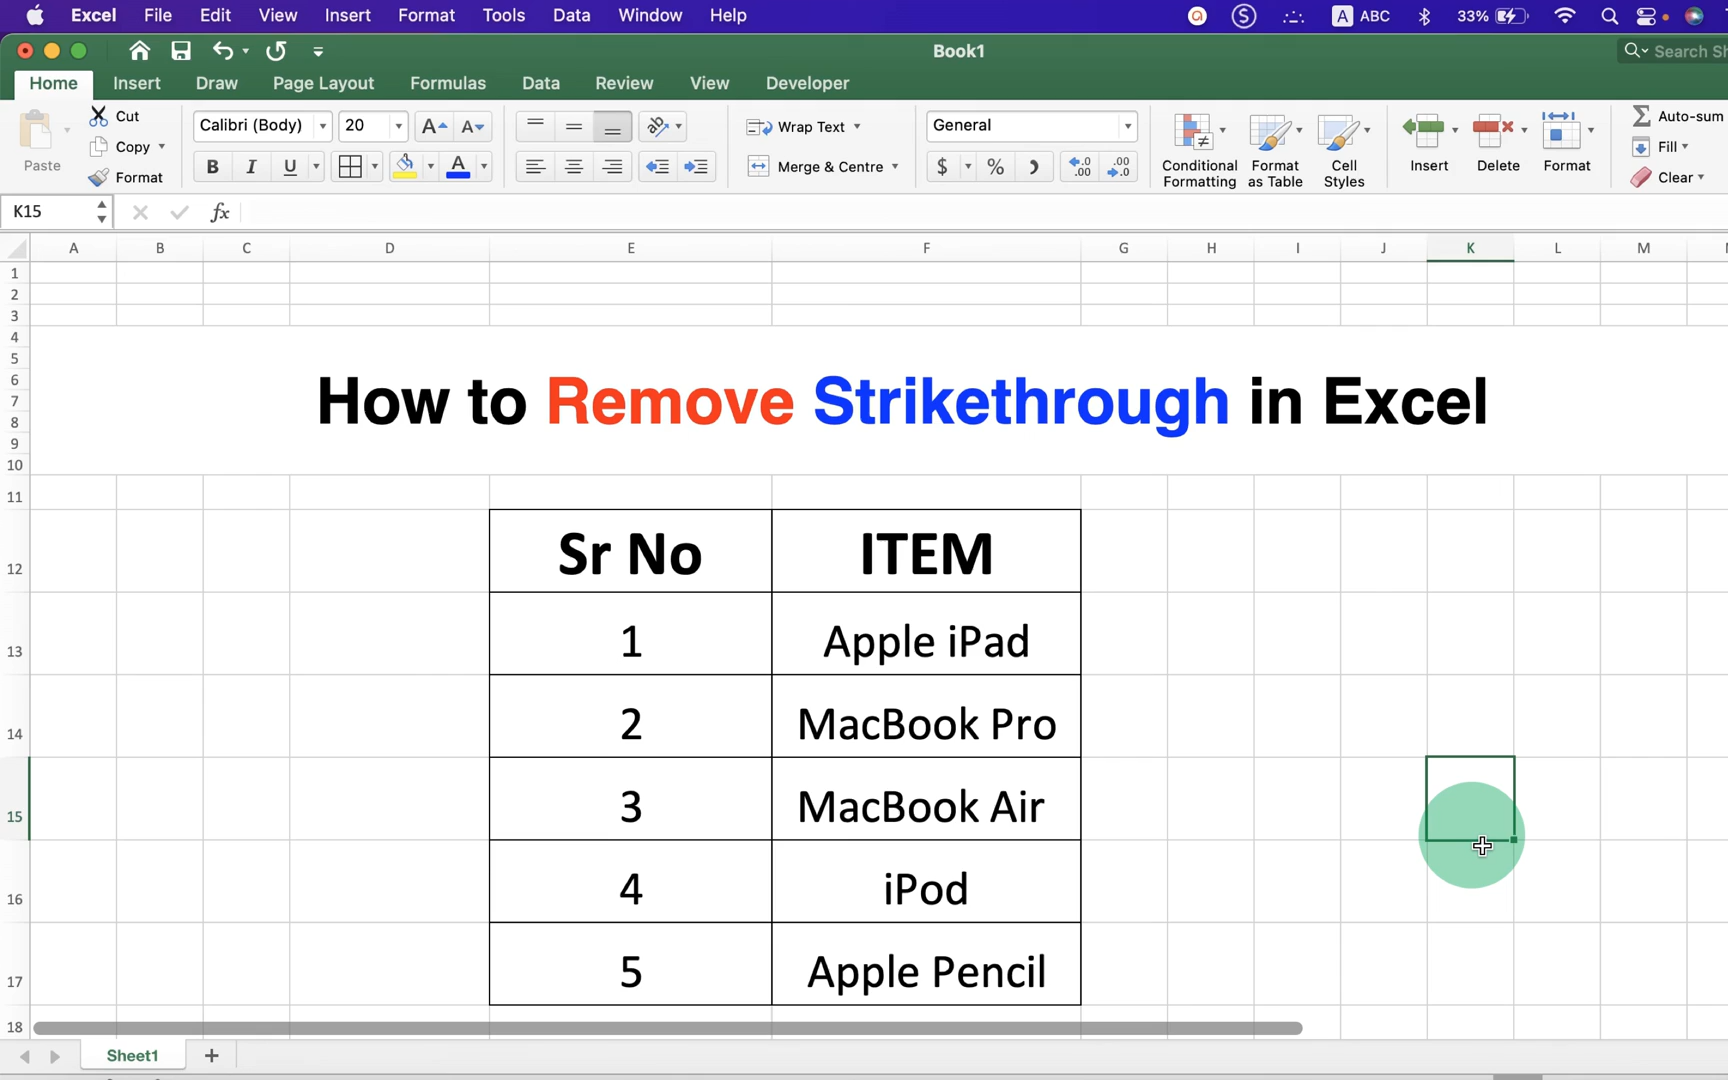 Excel File Edit View Insert Format Tools Data Window Help A ABC 33%
Book1 Search Sh
Home Insert Draw Page Layout Formulas Data Review View Developer
Cut Calibri (Body) 20 A A Wrap Text General Auto-sum
Copy Fill
Paste Format B I U A Merge & Centre $ % .0 .00 .00 .0 Conditional Formatting Format as Table Cell Styles Insert Delete Format Clear
K15 fx
A B C D E F G H I J K L M
1
2
3
4
5
6
7
8
9
10
How to Remove Strikethrough in Excel
11
12 Sr No ITEM
13 1 Apple iPad
14 2 MacBook Pro
15 3 MacBook Air
16 4 iPod
17 5 Apple Pencil
18
Sheet1 +